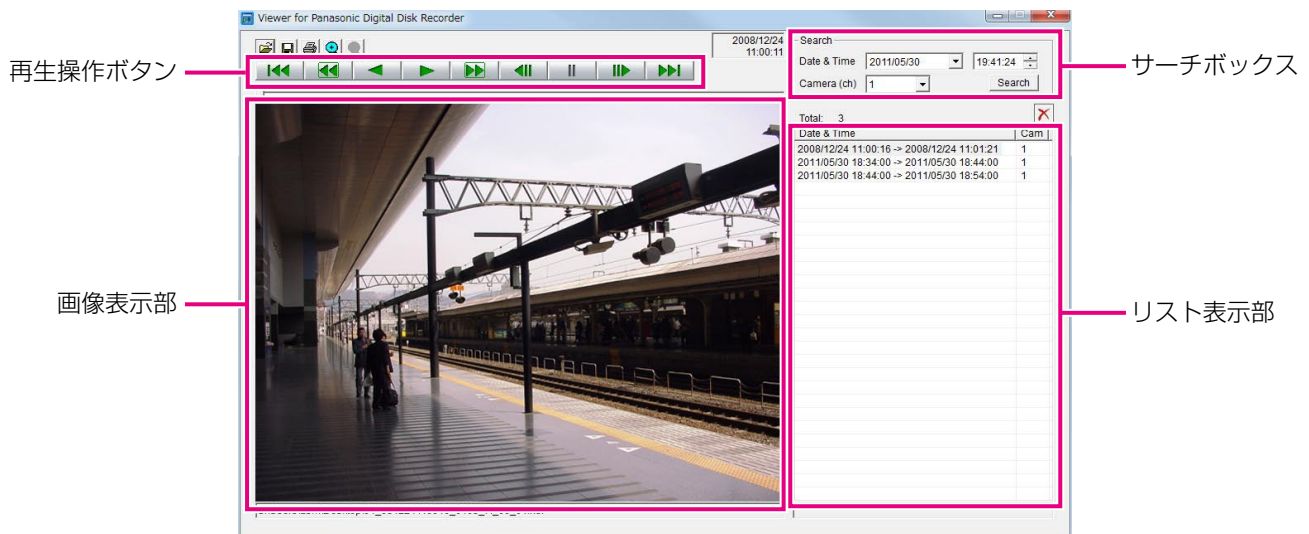 Viewer for Panasonic Digital Disk Recorder
2008/12/24
11:00:11
再生操作ボタン
Search
Date & Time 2011/05/30 19:41:24
Camera (ch) 1 Search
サーチボックス
Total: 3
Date & Time Cam
2008/12/24 11:00:16 -> 2008/12/24 11:01:21 1
2011/05/30 18:34:00 -> 2011/05/30 18:44:00 1
2011/05/30 18:44:00 -> 2011/05/30 18:54:00 1
画像表示部
リスト表示部